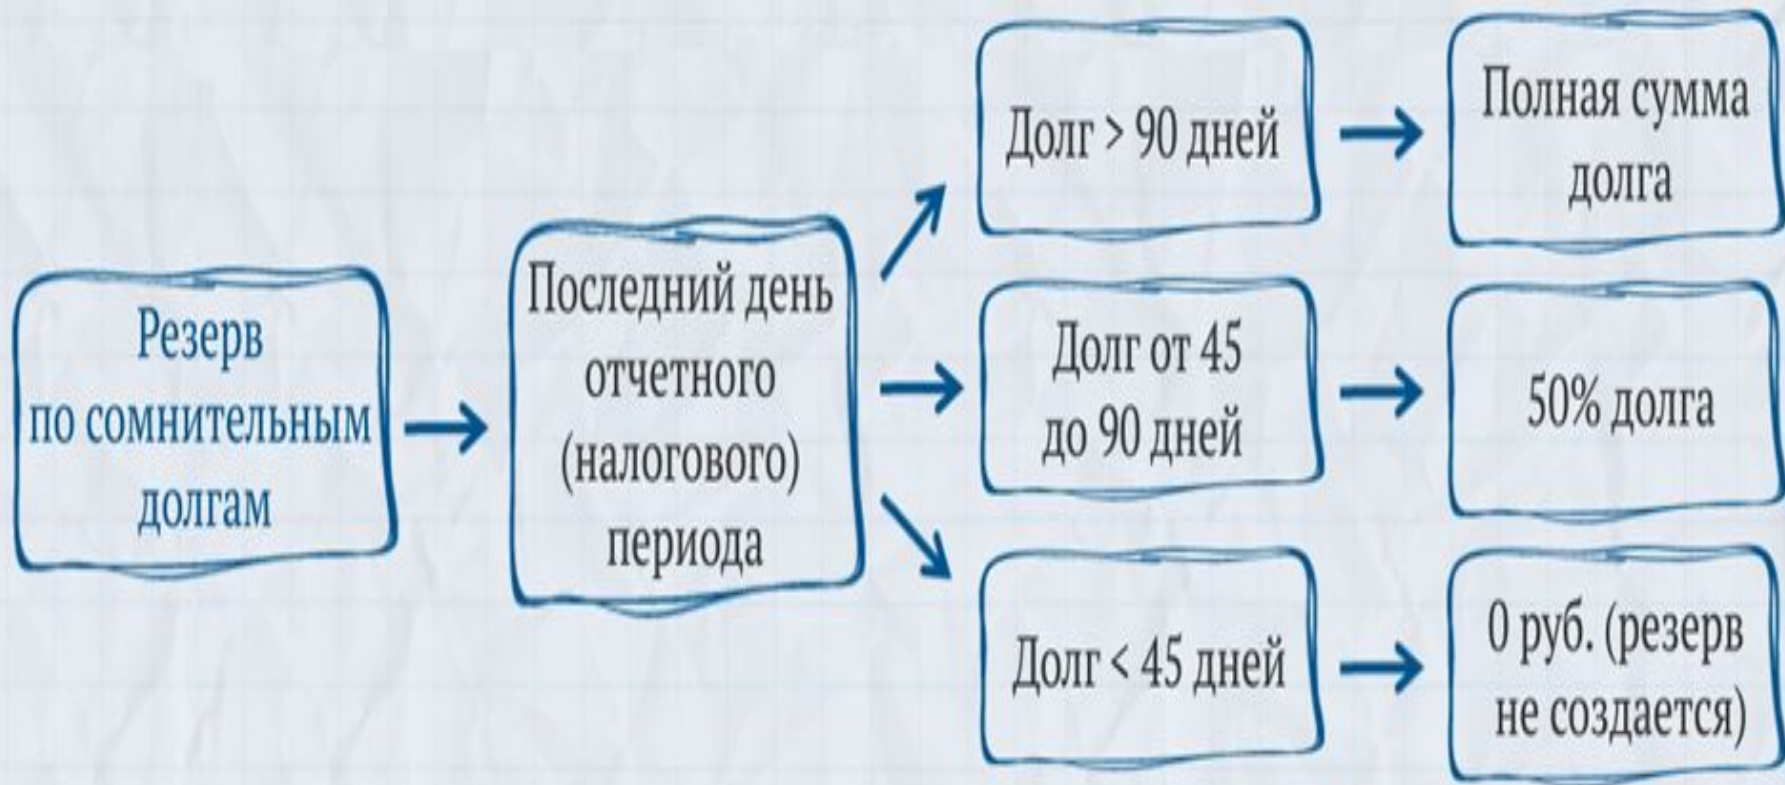 Резерв
по сомнительным
долгам
Последний день
отчетного
(налогового)
периода
Долг > 90 дней
Полная сумма
долга
Долг от 45
до 90 дней
50% долга
Долг < 45 дней
0 руб. (резерв
не создается)